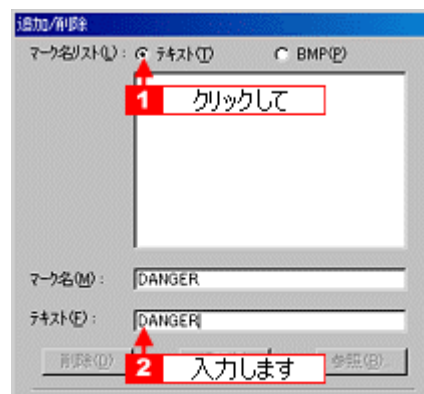 追加/削除
マーク名リスト(L): テキスト(T) BMP(P)
1 クリックして
マーク名(M): DANGER
テキスト(E): DANGER
削除(D) 参照(B)...
2 入力します